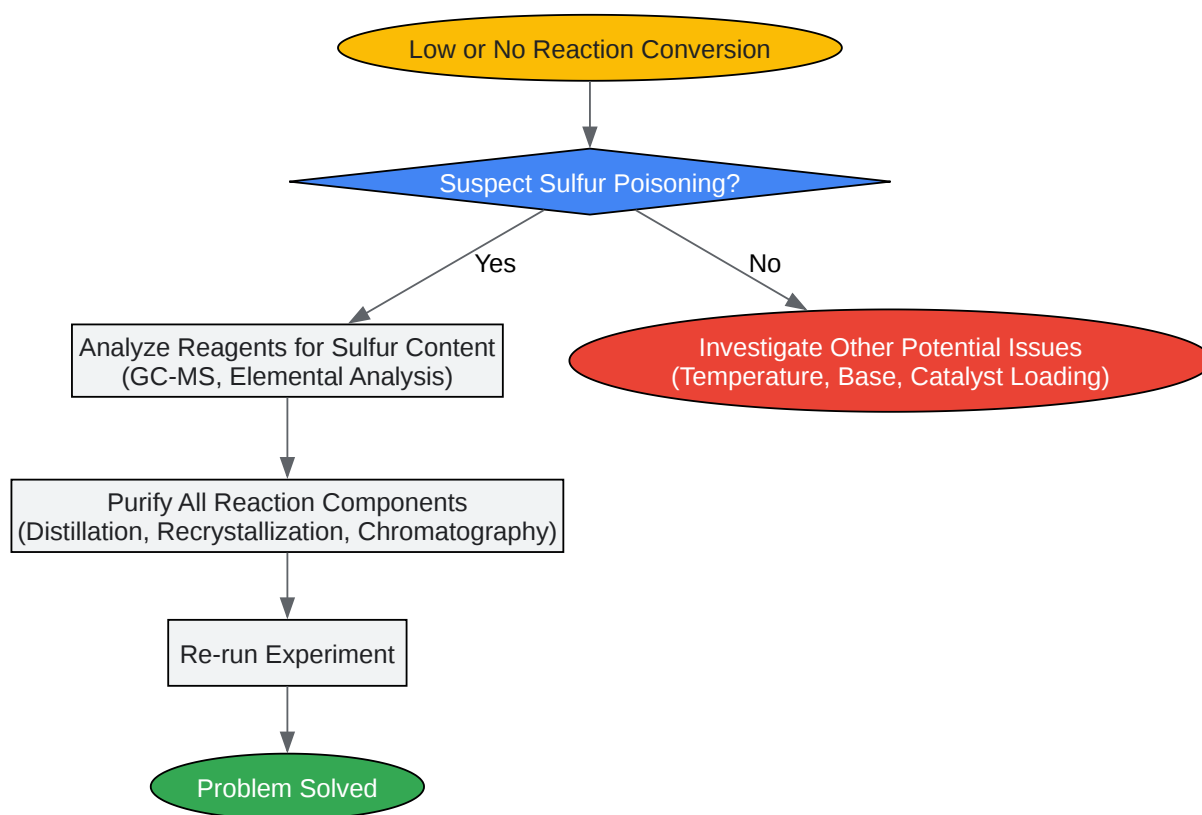 Low or No Reaction Conversion
Suspect Sulfur Poisoning?
Yes
No
Analyze Reagents for Sulfur Content
(GC-MS, Elemental Analysis)
Investigate Other Potential Issues
(Temperature, Base, Catalyst Loading)
Purify All Reaction Components
(Distillation, Recrystallization, Chromatography)
Re-run Experiment
Problem Solved